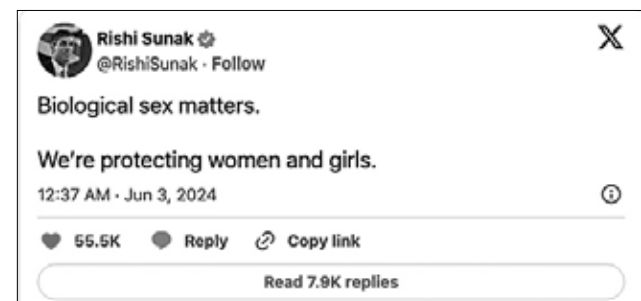 Rishi Sunak
@RishiSunak · Follow
Biological sex matters.
We're protecting women and girls.
12:37 AM · Jun 3, 2024
55.5K Reply Copy link
Read 7.9K replies